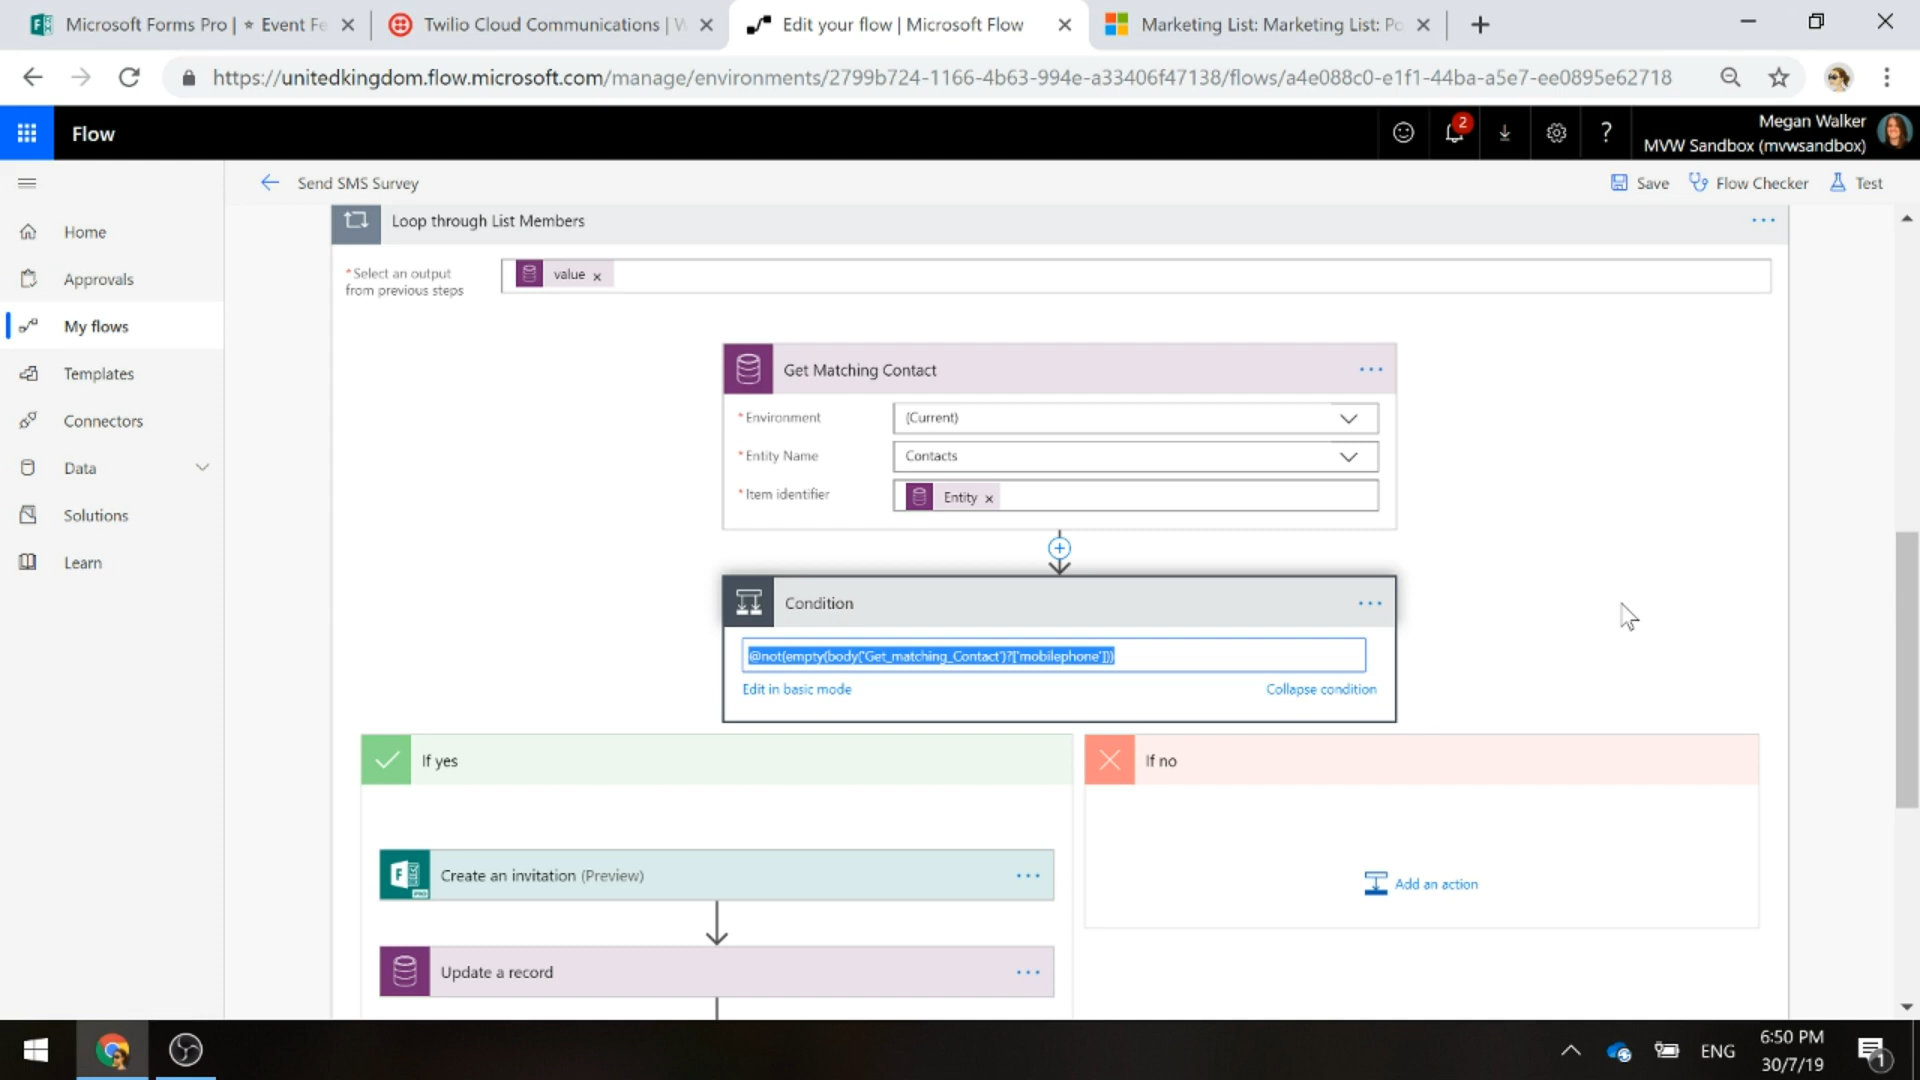 Microsoft Forms Pro | ★ Event Fe
Twilio Cloud Communications | W
Edit your flow | Microsoft Flow
Marketing List: Marketing List: Po
https://unitedkingdom.flow.microsoft.com/manage/environments/2799b724-1166-4b63-994e-a33406f47138/flows/a4e088c0-e1f1-44ba-a5e7-ee0895e62718
Flow
2
?
Megan Walker
MVW Sandbox (mvwsandbox)
Send SMS Survey
Save
Flow Checker
Test
Home
Approvals
My flows
Templates
Connectors
Data
Solutions
Learn
Loop through List Members
*Select an output
from previous steps
value
Get Matching Contact
*Environment
(Current)
*Entity Name
Contacts
*Item identifier
Entity
Condition
@not(empty(body('Get_matching_Contact')?['mobilephone']))
Edit in basic mode
Collapse condition
If yes
If no
Create an invitation (Preview)
Add an action
Update a record
ENG
6:50 PM
30/7/19
1